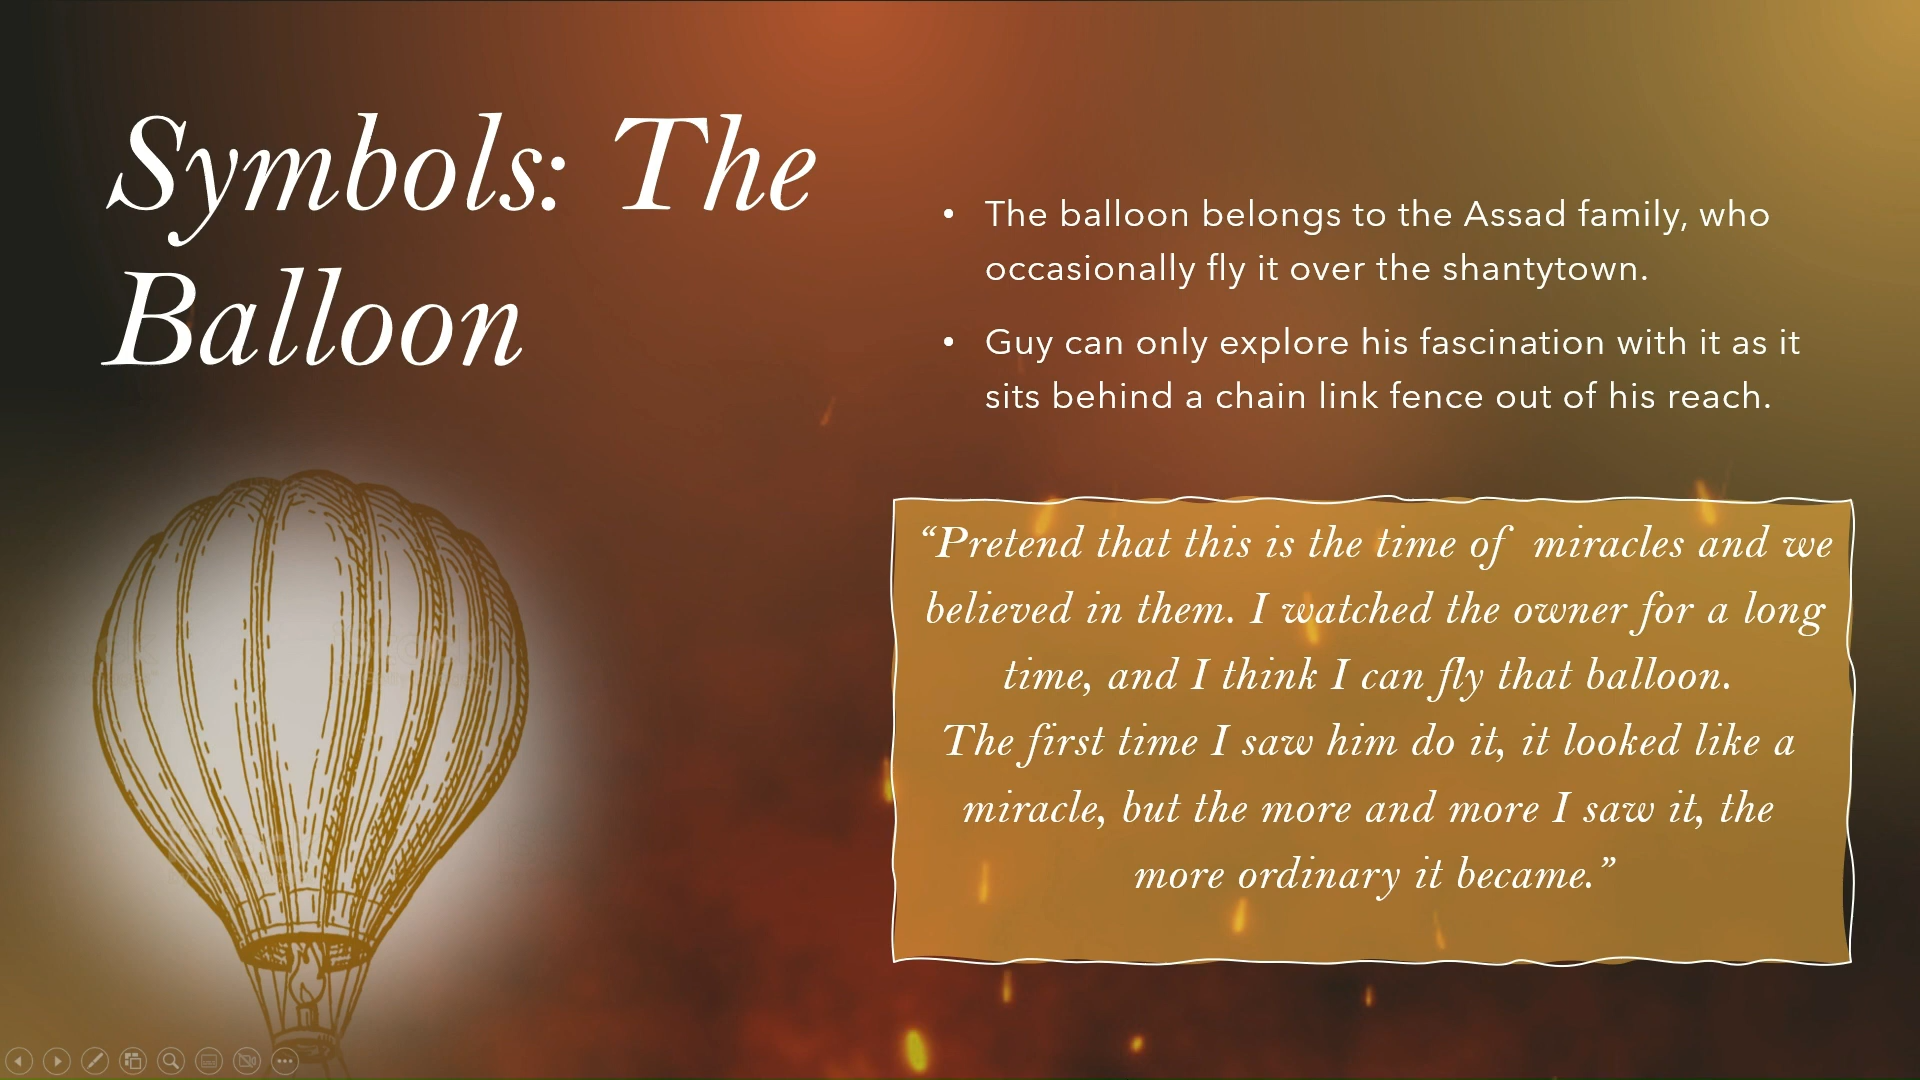 Symbols: The
Balloon
• The balloon belongs to the Assad family, who
occasionally fly it over the shantytown.
• Guy can only explore his fascination with it as it
sits behind a chain link fence out of his reach.
“Pretend that this is the time of  miracles and we
believed in them. I watched the owner for a long
time, and I think I can fly that balloon.
The first time I saw him do it, it looked like a
miracle, but the more and more I saw it, the
more ordinary it became.”